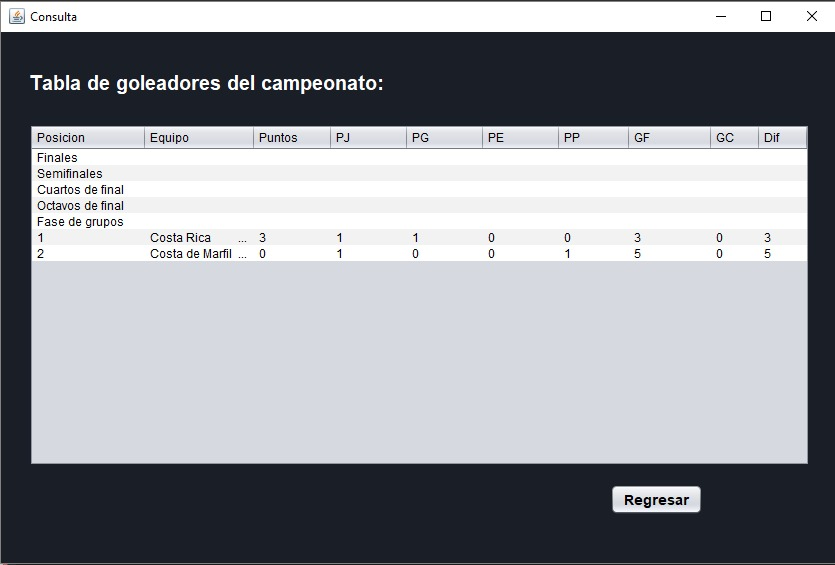 Consulta
Tabla de goleadores del campeonato:
Posicion Equipo Puntos PJ PG PE PP GF GC Dif
Finales
Semifinales
Cuartos de final
Octavos de final
Fase de grupos
1 Costa Rica ... 3 1 1 0 0 3 0 3
2 Costa de Marfil ... 0 1 0 0 1 5 0 5
Regresar